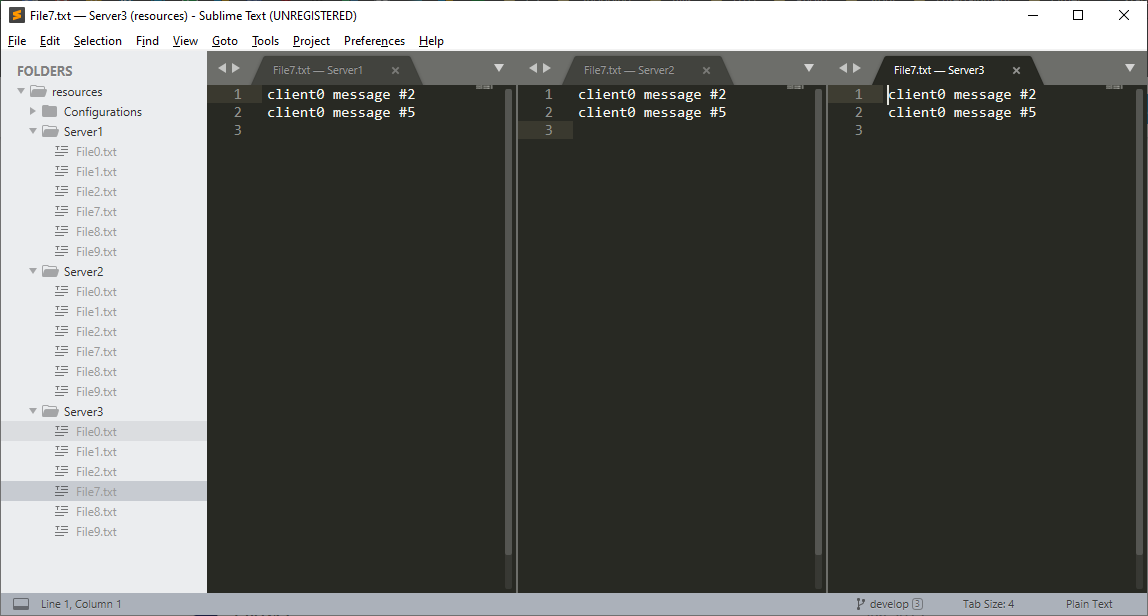 File7.txt — Server3 (resources) - Sublime Text (UNREGISTERED)
File Edit Selection Find View Goto Tools Project Preferences Help
FOLDERS
resources
Configurations
Server1
File0.txt
File1.txt
File2.txt
File7.txt
File8.txt
File9.txt
Server2
File0.txt
File1.txt
File2.txt
File7.txt
File8.txt
File9.txt
Server3
File0.txt
File1.txt
File2.txt
File7.txt
File8.txt
File9.txt
File7.txt — Server1
1 client0 message #2
2 client0 message #5
3
File7.txt — Server2
1 client0 message #2
2 client0 message #5
3
File7.txt — Server3
1 client0 message #2
2 client0 message #5
3
Line 1, Column 1 develop 3 Tab Size: 4 Plain Text